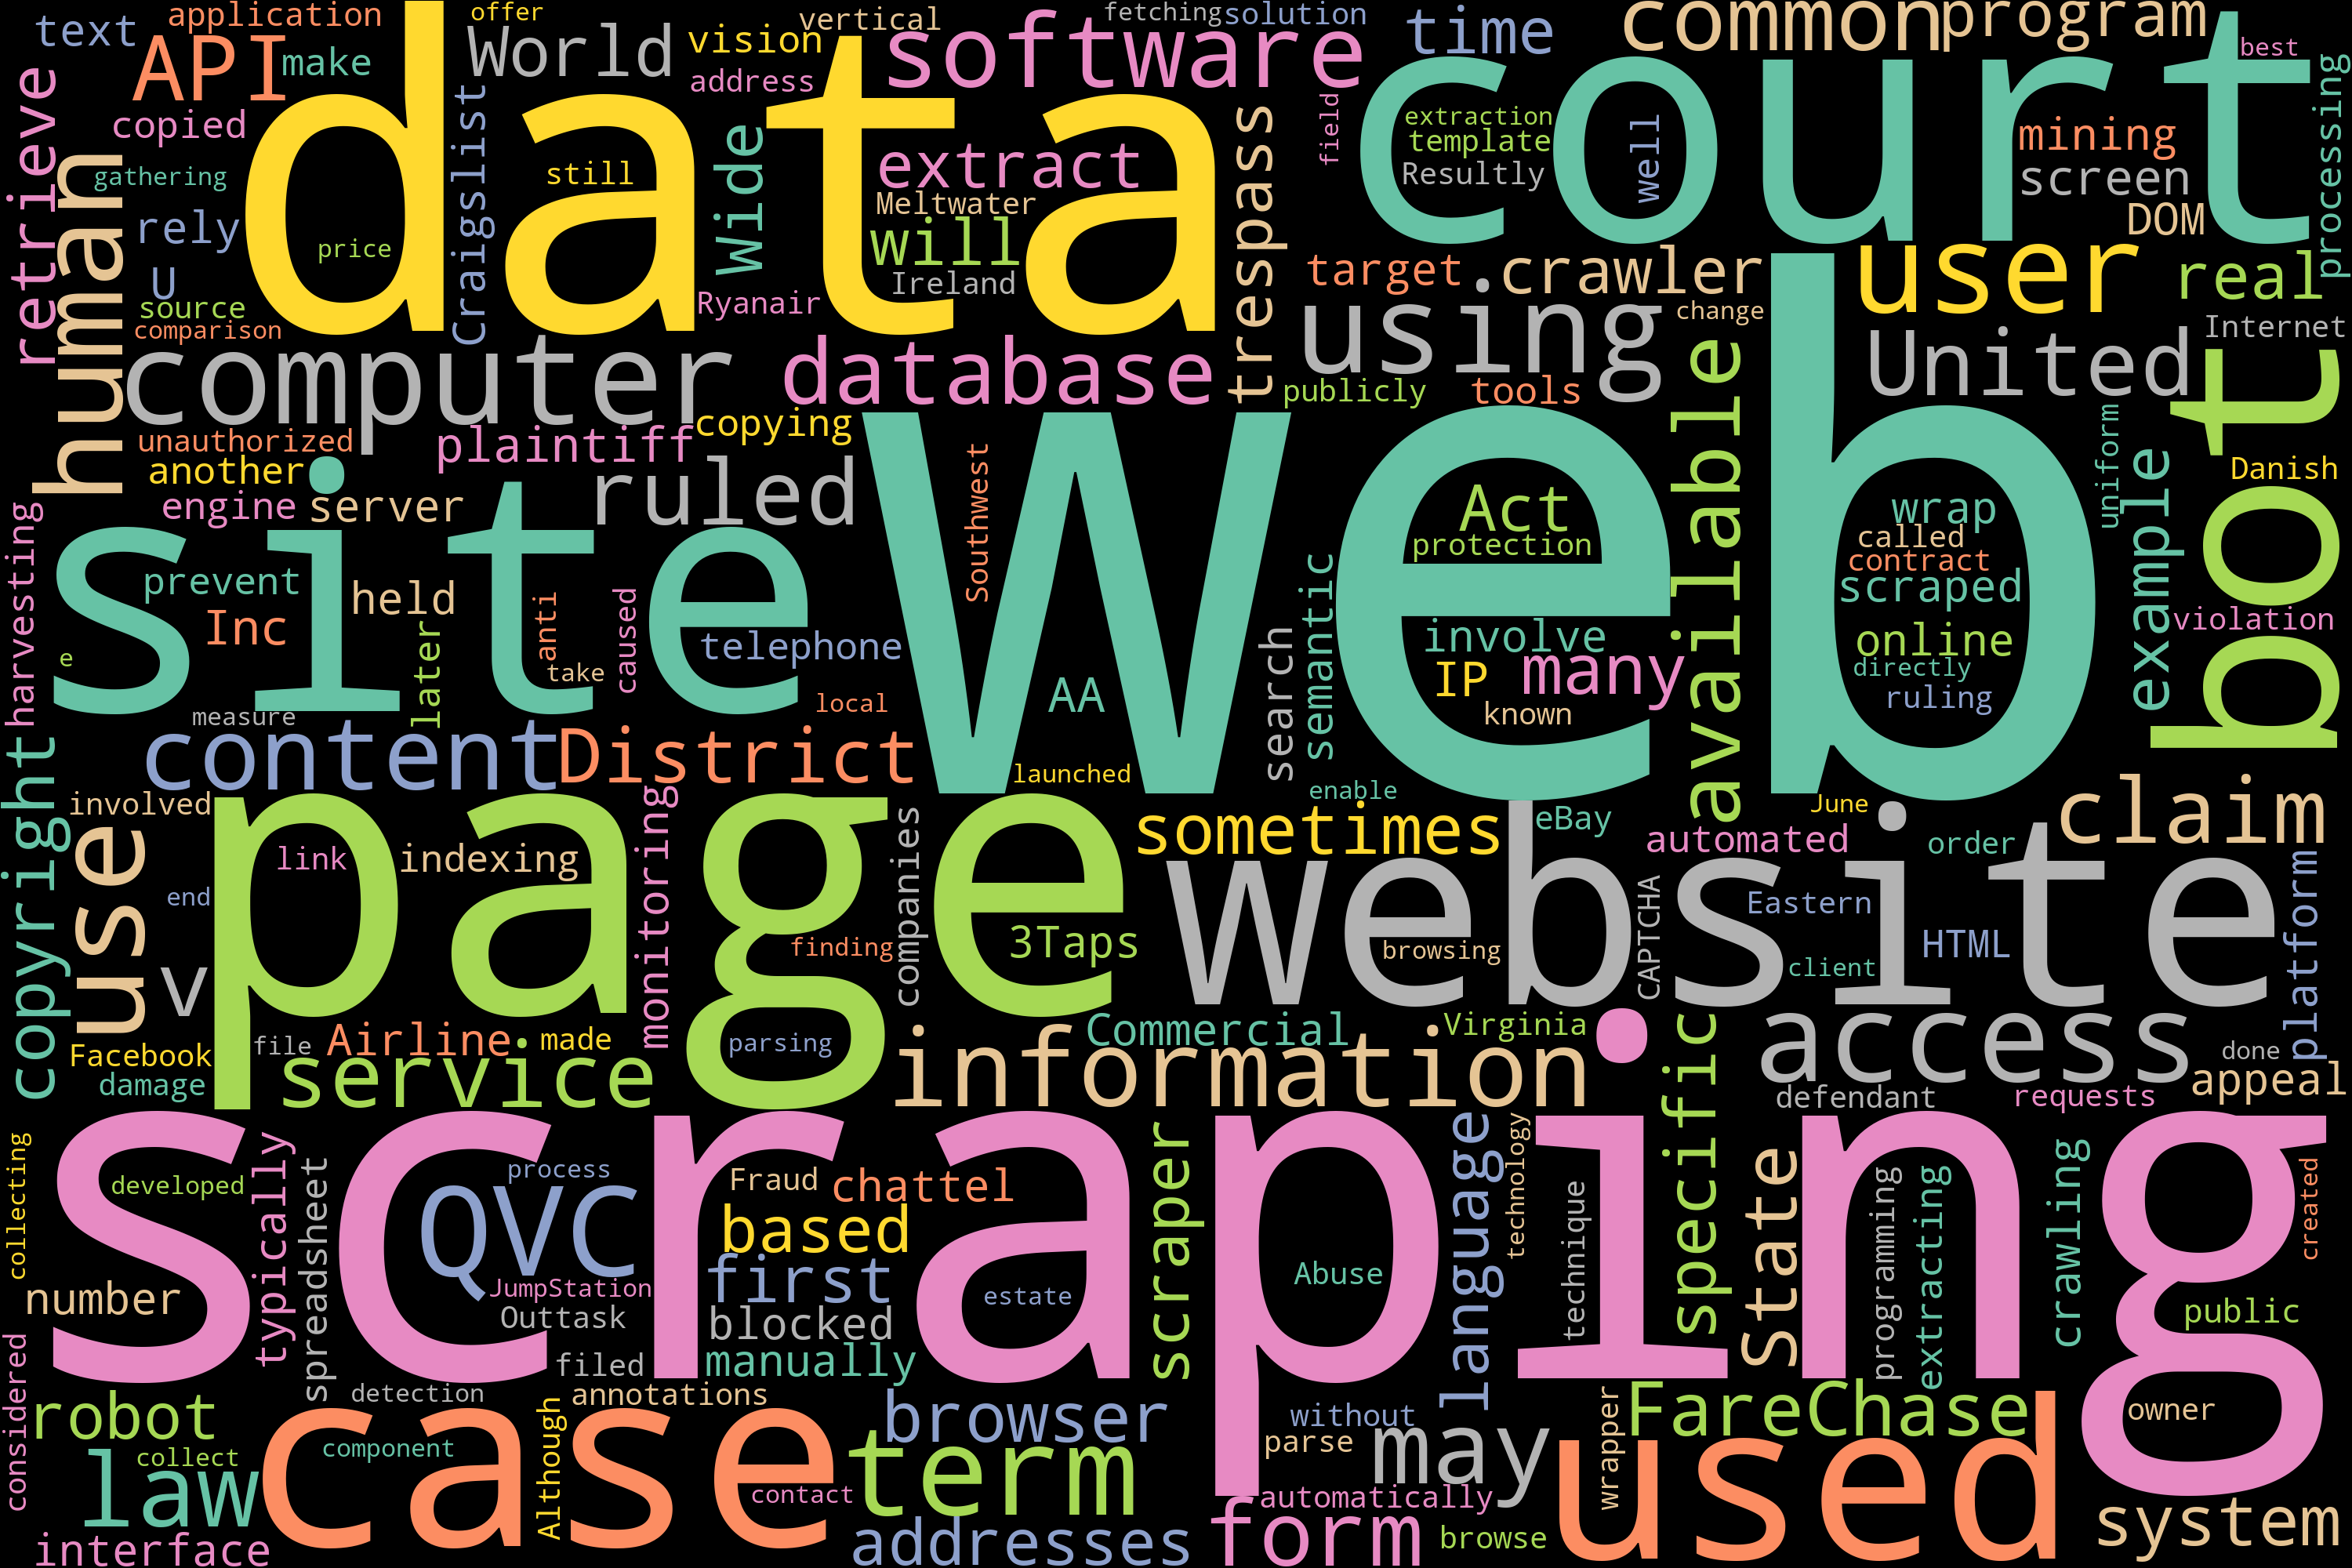 text
application
offer
World
vision
vertical
fetching
solution
time
common
program
best
API
make
address
software
retrieve
copied
human
gathering
data
Craigslist
still
Wide
extract
Meltwater
will
Ireland
Ryanair
trespass
field
court
extraction
template
Resultly
well
mining
screen
DOM
processing
rely
price
U
source
comparison
target
crawler
change
user
real
Internet
computer
database
using
publicly
tools
available
United
bot
unauthorized
plaintiff
copying
another
engine
server
ruled
Southwest
Web
Act
protection
wrap
called
contract
scraped
uniform
Danish
example
violation
harvesting
site
prevent
held
Inc
later
anti
take
caused
telephone
local
e
measure
AA
search
semantic
involve
IP
many
known
online
directly
ruling
content
District
launched
enable
copyright
involved
use
page
link
indexing
monitoring
companies
sometimes
eBay
automated
June
order
claim
end
v
finding
3Taps
website
browsing
CAPTCHA
Eastern
client
HTML
platform
Facebook
file
Airline
made
parsing
Commercial
Virginia
damage
service
information
specific
access
done
defendant
requests
appeal
scraping
collecting
developed
typically
spreadsheet
process
QVC
Fraud
chattel
based
scraper
language
technology
technique
State
programming
extracting
crawling
created
number
JumpStation
Outtask
first
estate
Abuse
public
blocked
considered
filed
manually
robot
detection
annotations
browser
without
parse
may
wrapper
FareChase
owner
law
collect
case
component
Although
contact
term
automatically
used
system
interface
addresses
form
browse